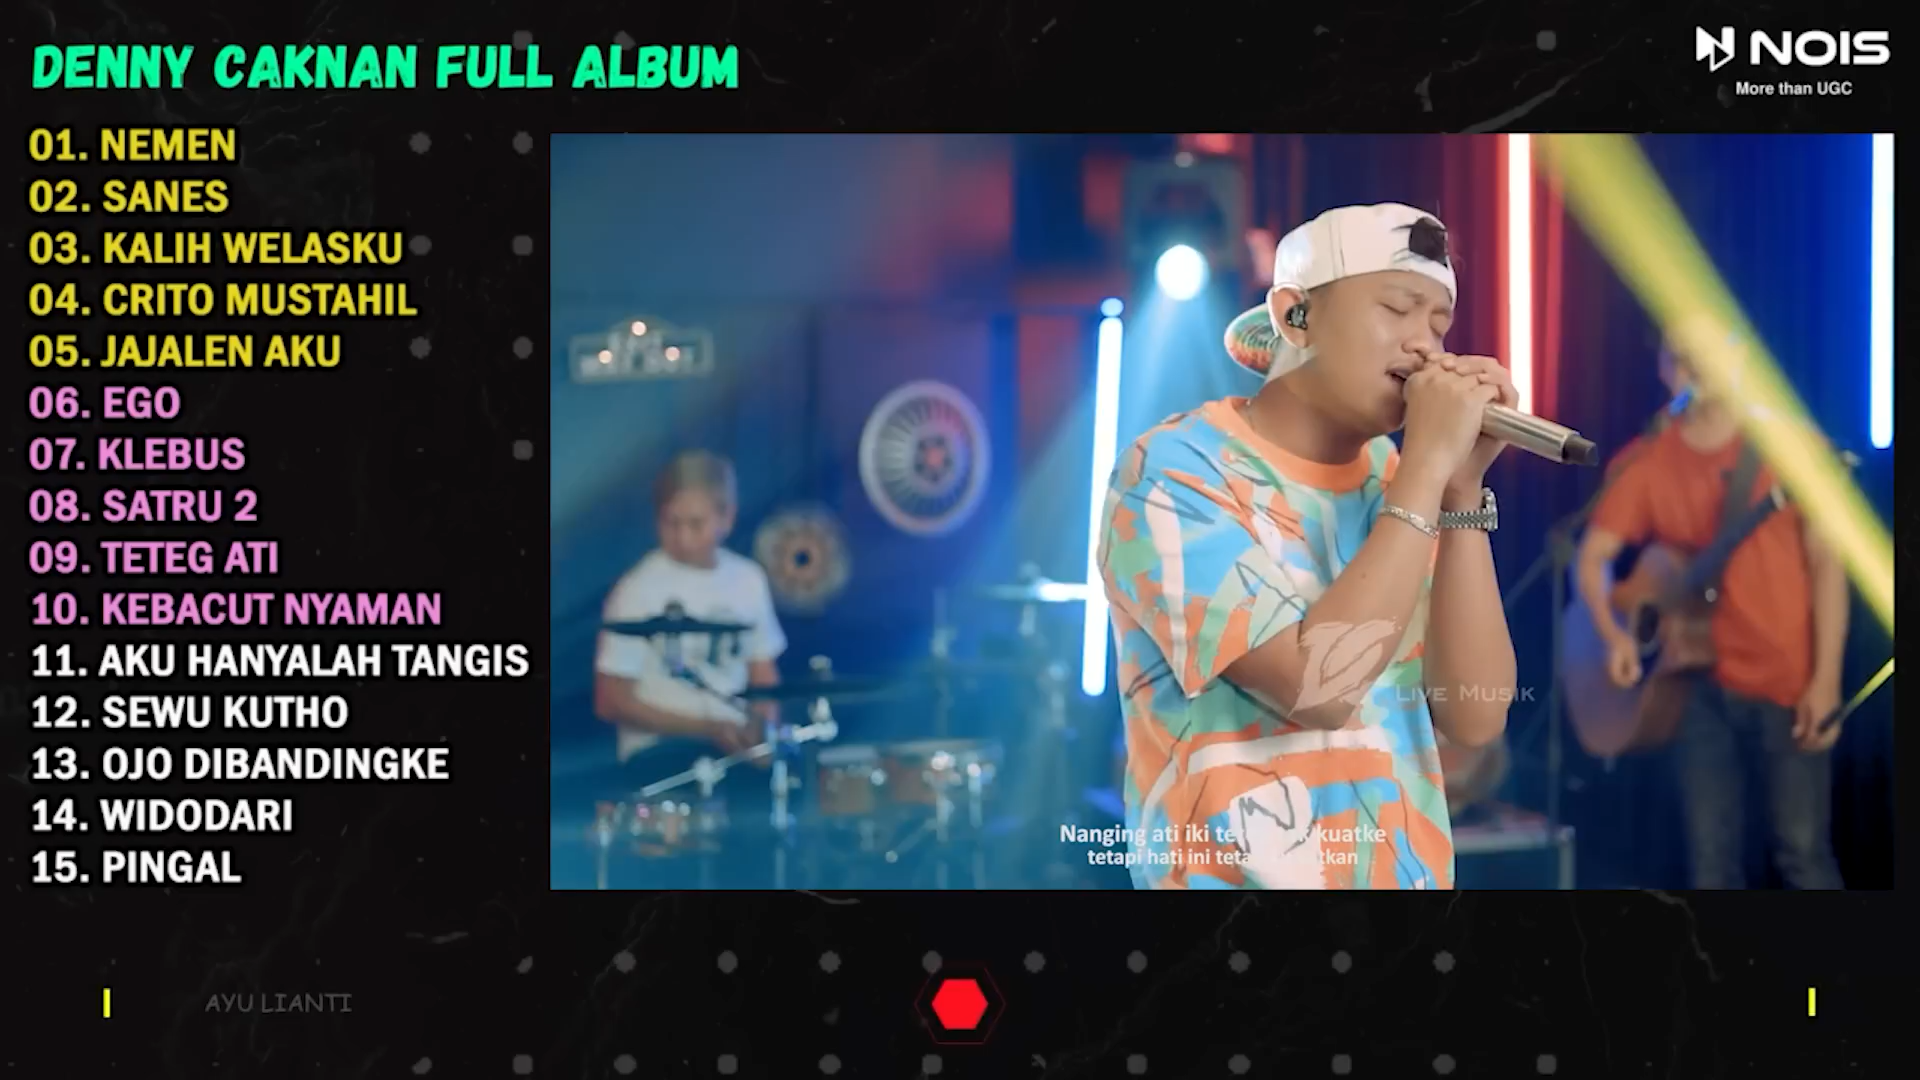 DENNY CAKNAN FULL ALBUM
NOIS
More than UGC
01. NEMEN
02. SANES
03. KALIH WELASKU
04. CRITO MUSTAHIL
05. JAJALEN AKU
06. EGO
07. KLEBUS
08. SATRU 2
09. TETEG ATI
10. KEBACUT NYAMAN
11. AKU HANYALAH TANGIS
12. SEWU KUTHO
13. OJO DIBANDINGKE
14. WIDODARI
15. PINGAL
LIVE MUSIK
Nanging ati iki kuatke
tetapi hati ini
AYU LIANTI